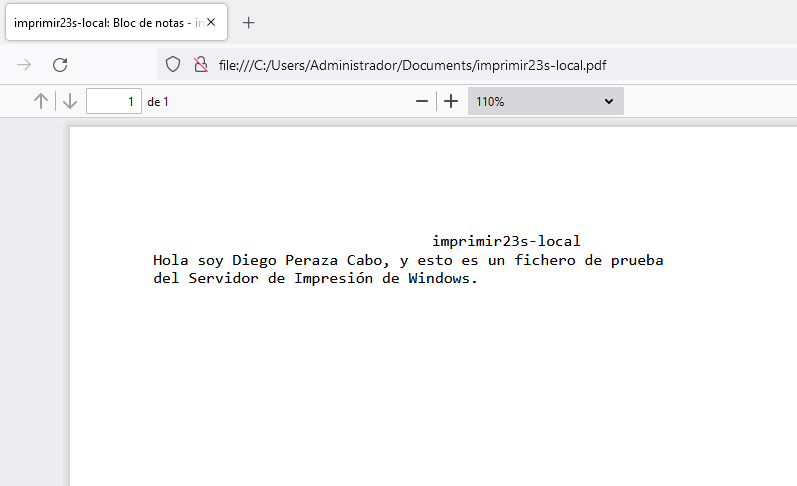 imprimir23s-local: Bloc de notas - in
file:///C:/Users/Administrador/Documents/imprimir23s-local.pdf
1 de 1
110%
imprimir23s-local
Hola soy Diego Peraza Cabo, y esto es un fichero de prueba
del Servidor de Impresión de Windows.